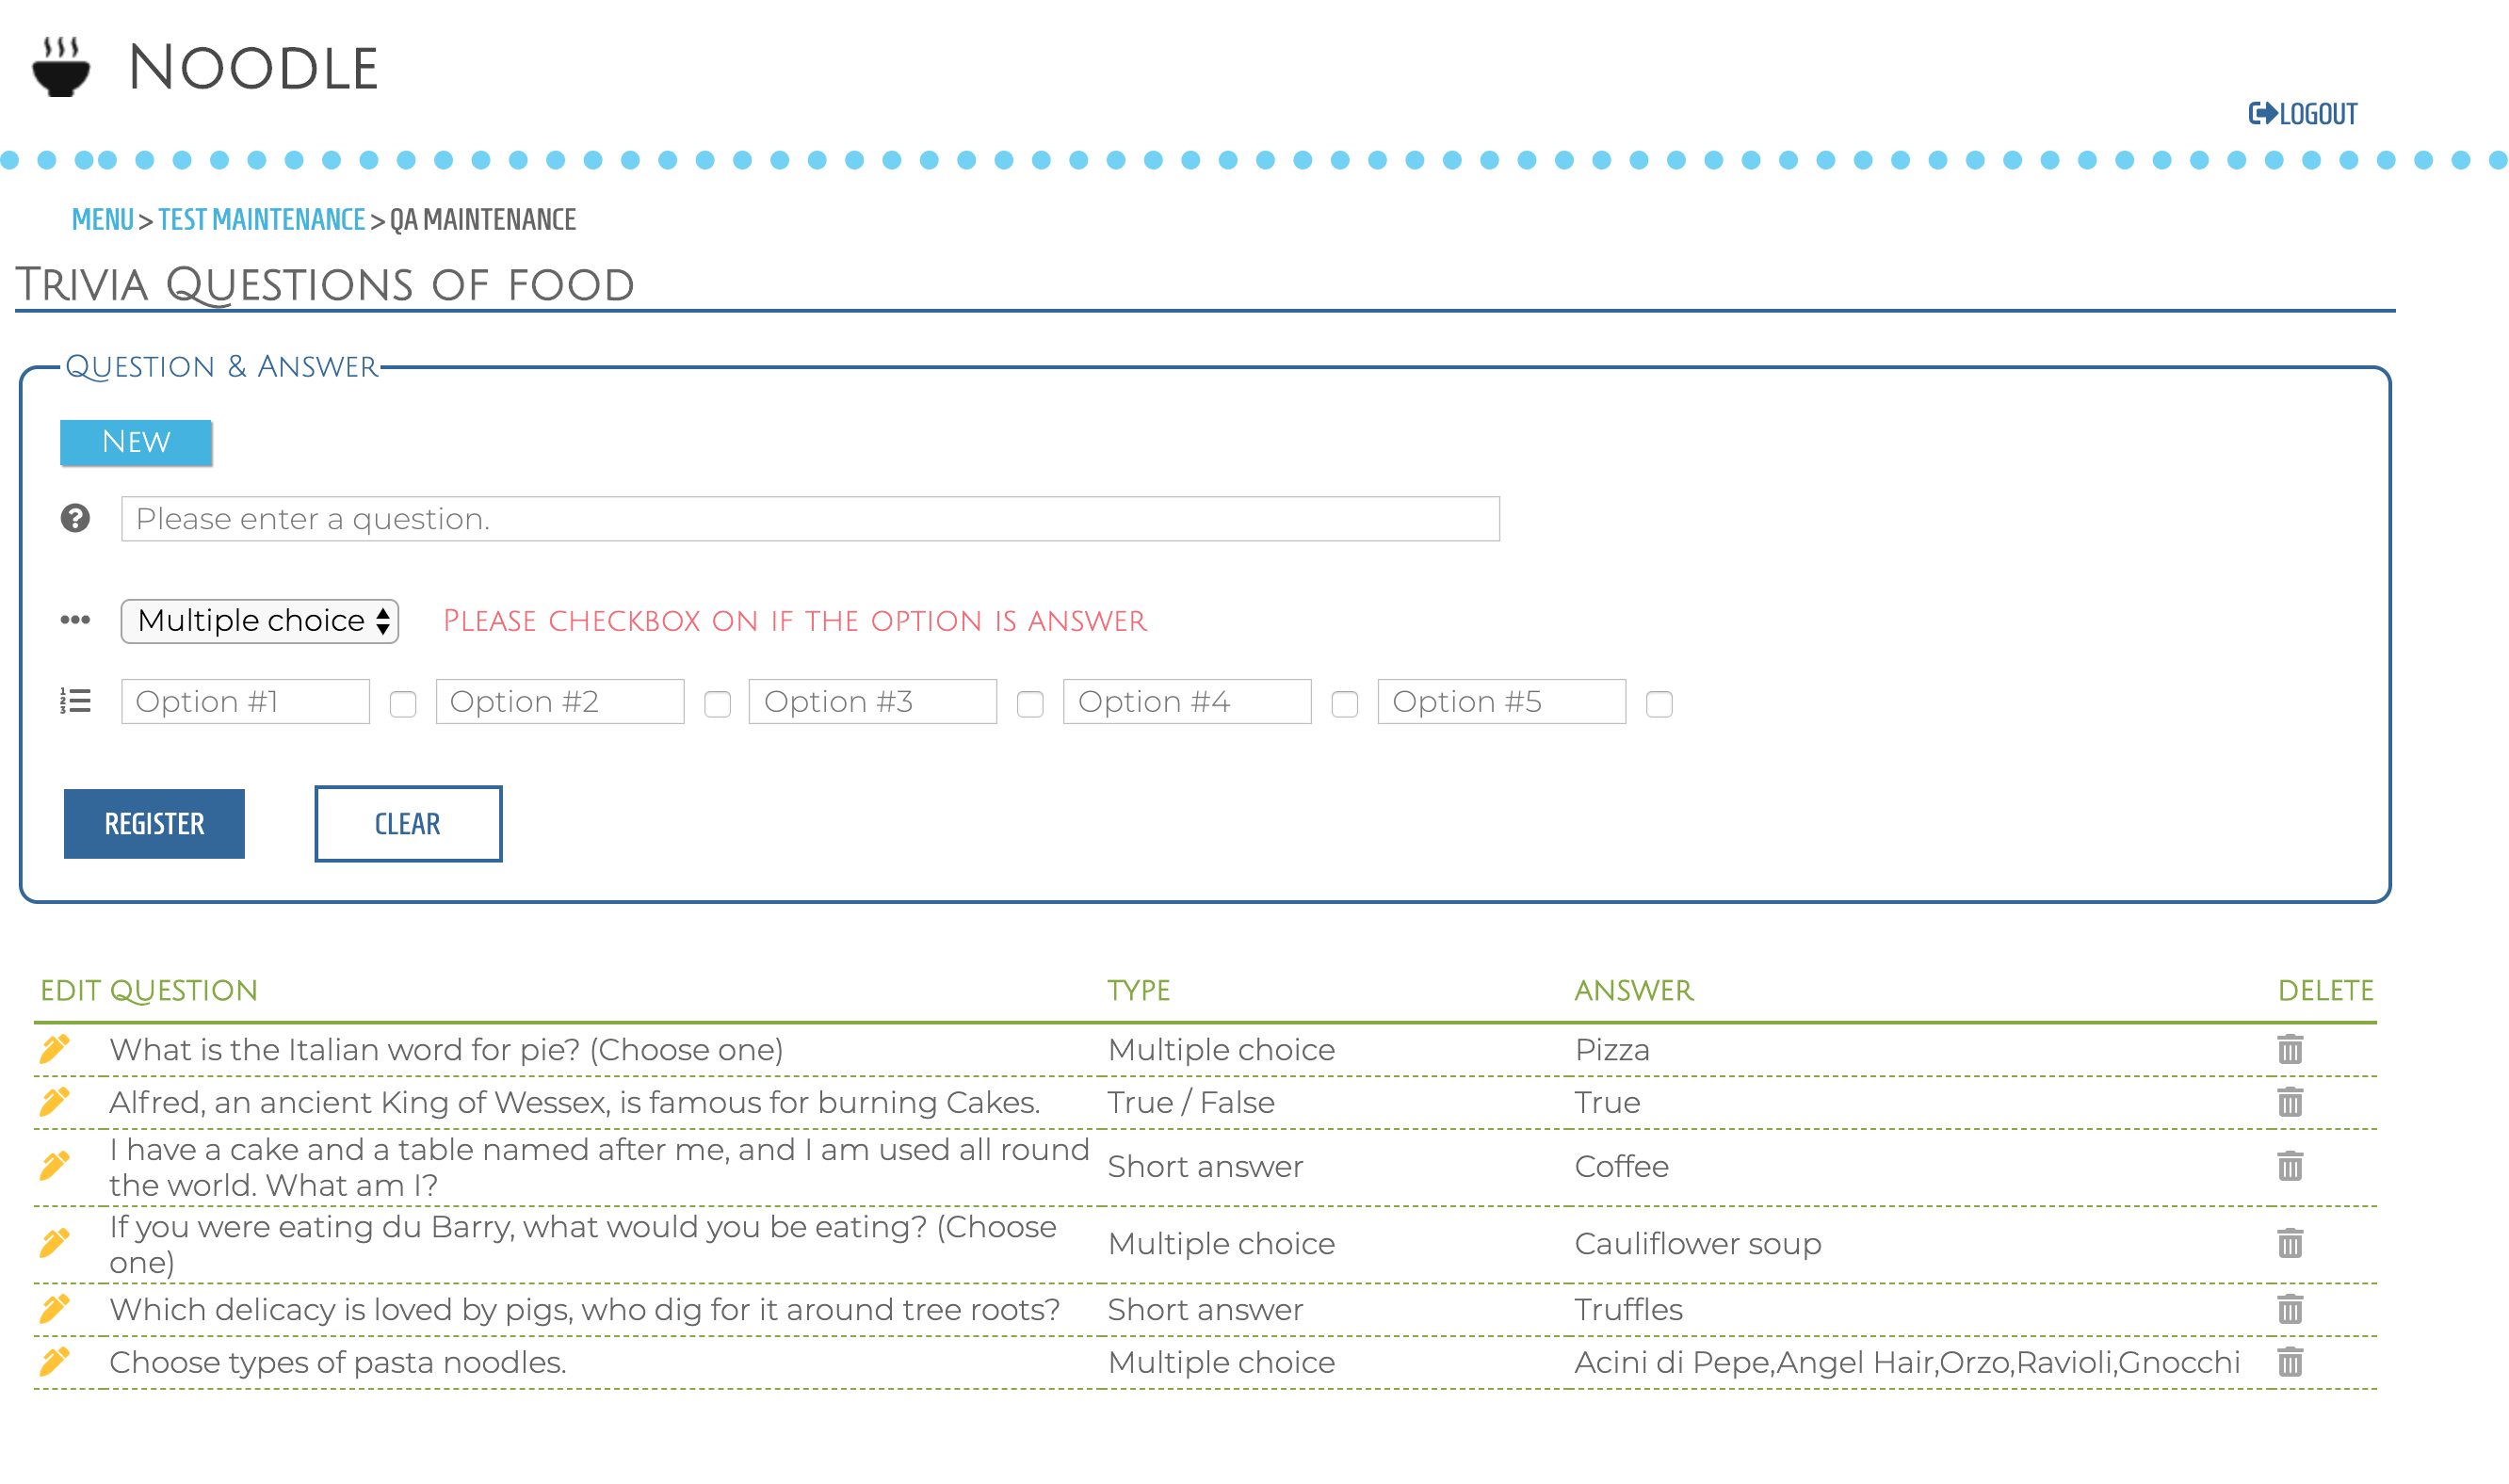 NOODLE
LOGOUT
MENU > TEST MAINTENANCE > QA MAINTENANCE
TRIVIA QUESTIONS OF FOOD
QUESTION & ANSWER
NEW
Please enter a question.
Multiple choice PLEASE CHECKBOX ON IF THE OPTION IS ANSWER
Option #1 Option #2 Option #3 Option #4 Option #5
REGISTER CLEAR
EDIT QUESTION TYPE ANSWER DELETE
What is the Italian word for pie? (Choose one) Multiple choice Pizza
Alfred, an ancient King of Wessex, is famous for burning Cakes. True / False True
I have a cake and a table named after me, and I am used all round
the world. What am I? Short answer Coffee
If you were eating du Barry, what would you be eating? (Choose
one) Multiple choice Cauliflower soup
Which delicacy is loved by pigs, who dig for it around tree roots? Short answer Truffles
Choose types of pasta noodles. Multiple choice Acini di Pepe,Angel Hair,Orzo,Ravioli,Gnocchi